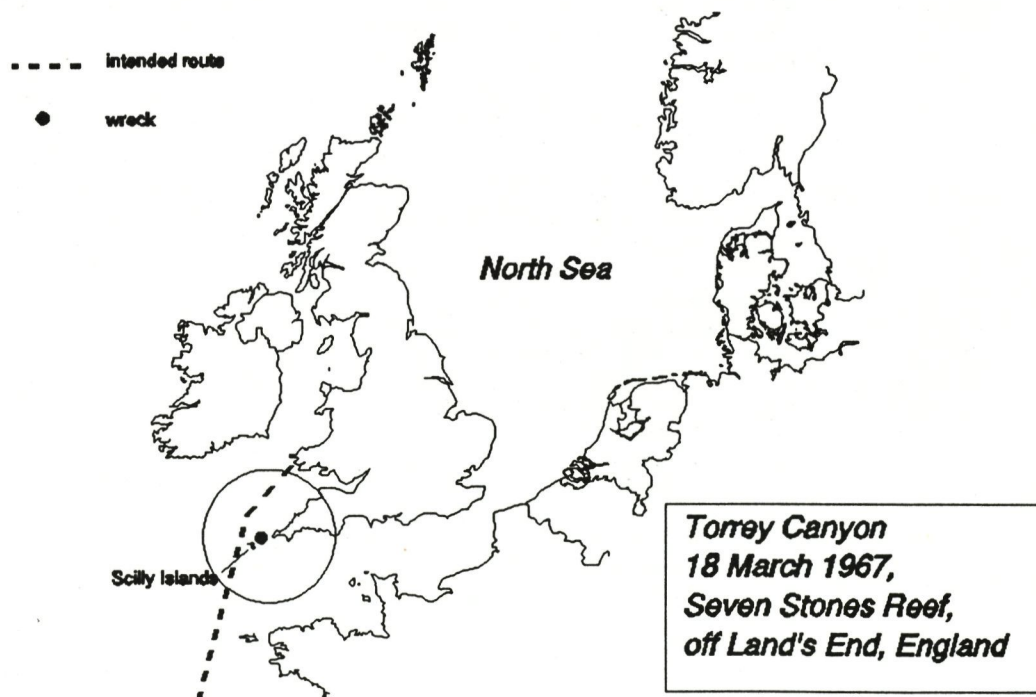 intended route
wreck
North Sea
Scilly Islands
Torrey Canyon
18 March 1967,
Seven Stones Reef,
off Land's End, England